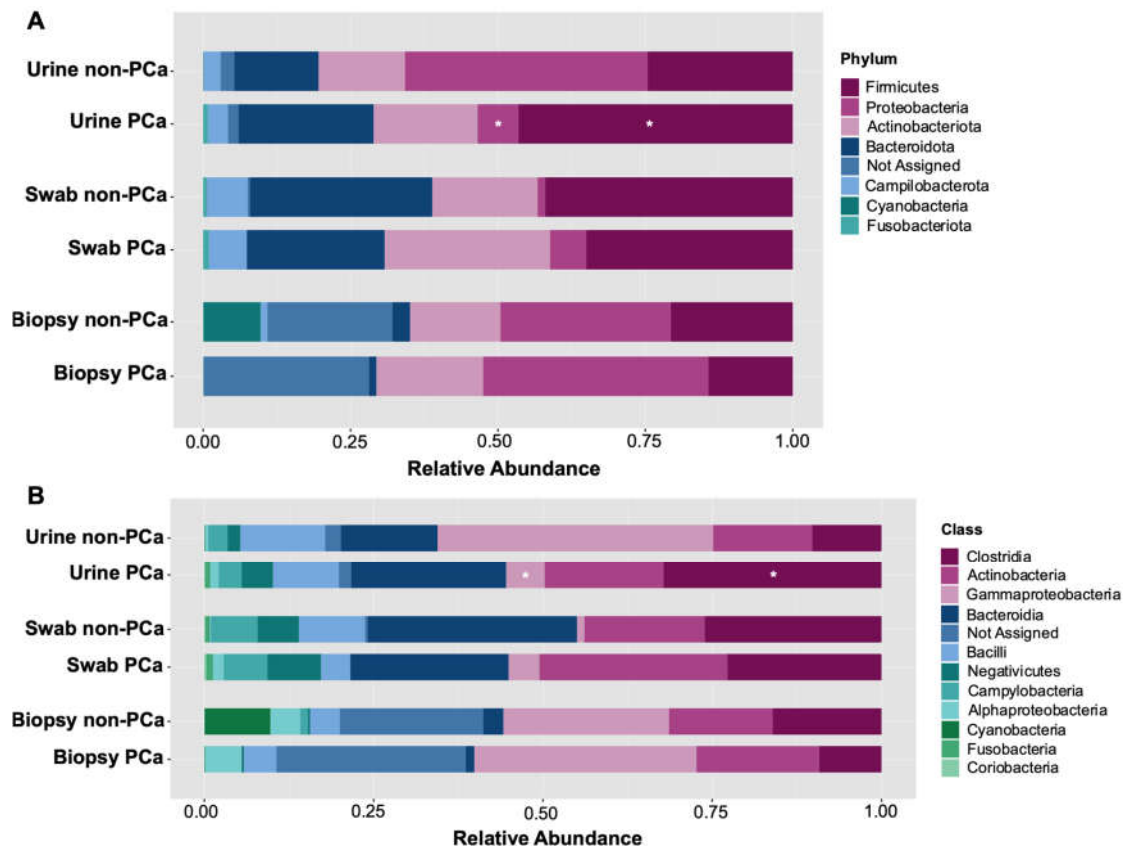 A
Urine non-PCa
Urine PCa
Swab non-PCa
Swab PCa
Biopsy non-PCa
Biopsy PCa
* *
0.00 0.25 0.50 0.75 1.00
Relative Abundance
Phylum
Firmicutes
Proteobacteria
Actinobacteriota
Bacteroidota
Not Assigned
Campilobacterota
Cyanobacteria
Fusobacteriota
B
Urine non-PCa
Urine PCa
Swab non-PCa
Swab PCa
Biopsy non-PCa
Biopsy PCa
* *
0.00 0.25 0.50 0.75 1.00
Relative Abundance
Class
Clostridia
Actinobacteria
Gammaproteobacteria
Bacteroidia
Not Assigned
Bacilli
Negativicutes
Campylobacteria
Alphaproteobacteria
Cyanobacteria
Fusobacteria
Coriobacteria